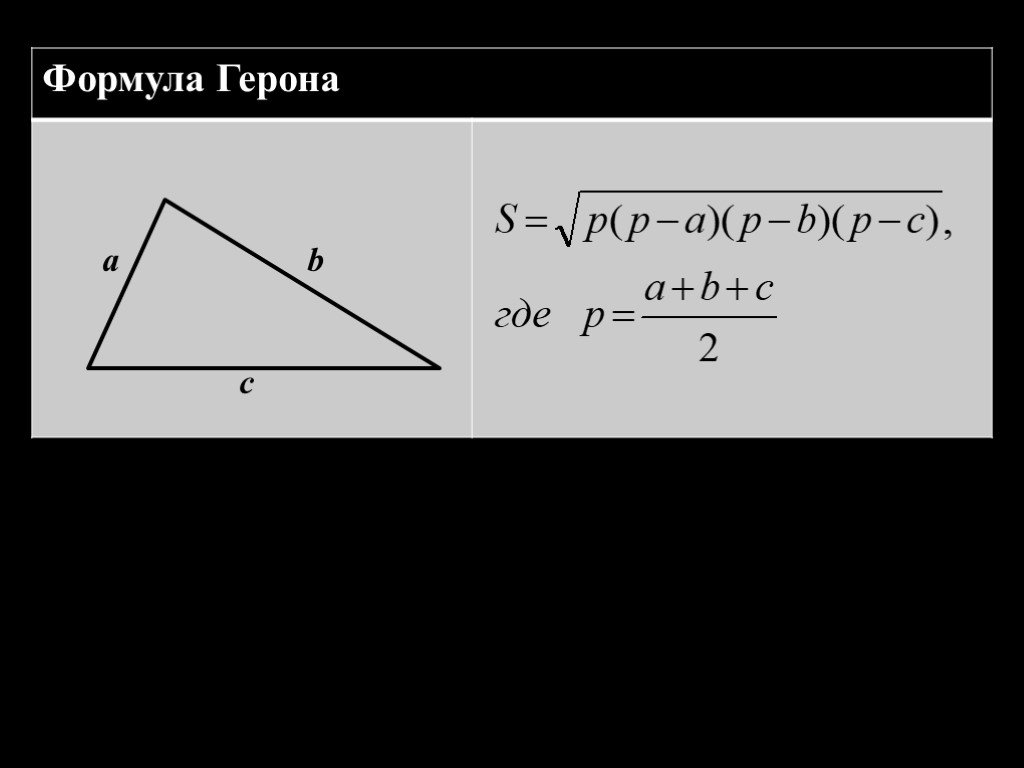 Формула Герона
a
b
c
S = √p(p − a)(p − b)(p − c),
где p = a + b + c
2